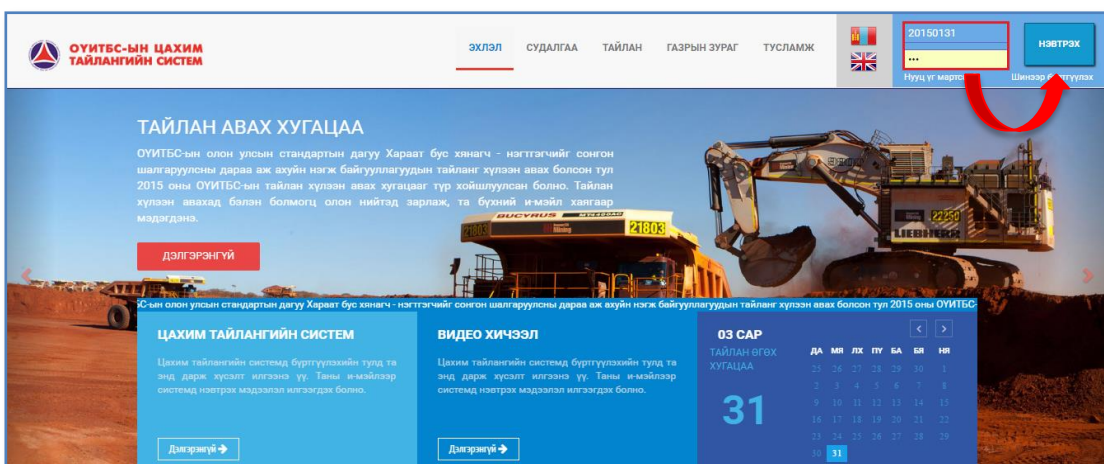 ОҮИТБС-ЫН ЦАХИМ
ТАЙЛАНГИЙН СИСТЕМ
ЭХЛЭЛ СУДАЛГАА ТАЙЛАН ГАЗРЫН ЗУРАГ ТУСЛАМЖ
20150131
•••
НЭВТРЭХ
Нууц үг
Шинээр бүртгүүлэх
ТАЙЛАН АВАХ ХУГАЦАА
ОҮИТБС-ын олон улсын стандартын дагуу Хараат бус хянагч - нэгтгэгчийг сонгон
шалгаруулсны дараа аж ахуйн нэгж байгууллагуудын тайланг хүлээн авах болсон тул
2015 оны ОҮИТБС-ын тайлан хүлээн авах хугацааг түр хойшлуулсан болно. Тайлан
хүлээн авахад бэлэн болмогц олон нийтэд зарлаж, та бүхний и-мэйл хаягаар
мэдэгдэнэ.
ДЭЛГЭРЭНГҮЙ
BUCYRUS
21803
Mining
21803
22250
LIEBHERR
БС-ын олон улсын стандартын дагуу Хараат бус хянагч - нэгтгэгчийг сонгон шалгаруулсны дараа аж ахуйн нэгж байгууллагуудын тайланг хүлээн авах болсон тул 2015 оны ОҮИТБС-
ЦАХИМ ТАЙЛАНГИЙН СИСТЕМ
Цахим тайлангийн системд бүртгүүлэхийн тулд та
энд дарж хүсэлт илгээнэ үү. Таны и-мэйлээр
системд нэвтрэх мэдээлэл илгээгдэх болно.
Дэлгэрэнгүй
ВИДЕО ХИЧЭЭЛ
Цахим тайлангийн системд бүртгүүлэхийн тулд та
энд дарж хүсэлт илгээнэ үү. Таны и-мэйлээр
системд нэвтрэх мэдээлэл илгээгдэх болно.
Дэлгэрэнгүй
03 САР
ТАЙЛАН ӨГӨХ
ХУГАЦАА
31
ДА МЯ ЛХ ПҮ БА БЯ НЯ
25 26 27 28 29 30 1
2 3 4 5 6 7 8
9 10 11 12 13 14 15
16 17 18 19 20 21 22
23 24 25 26 27 28 29
30 31